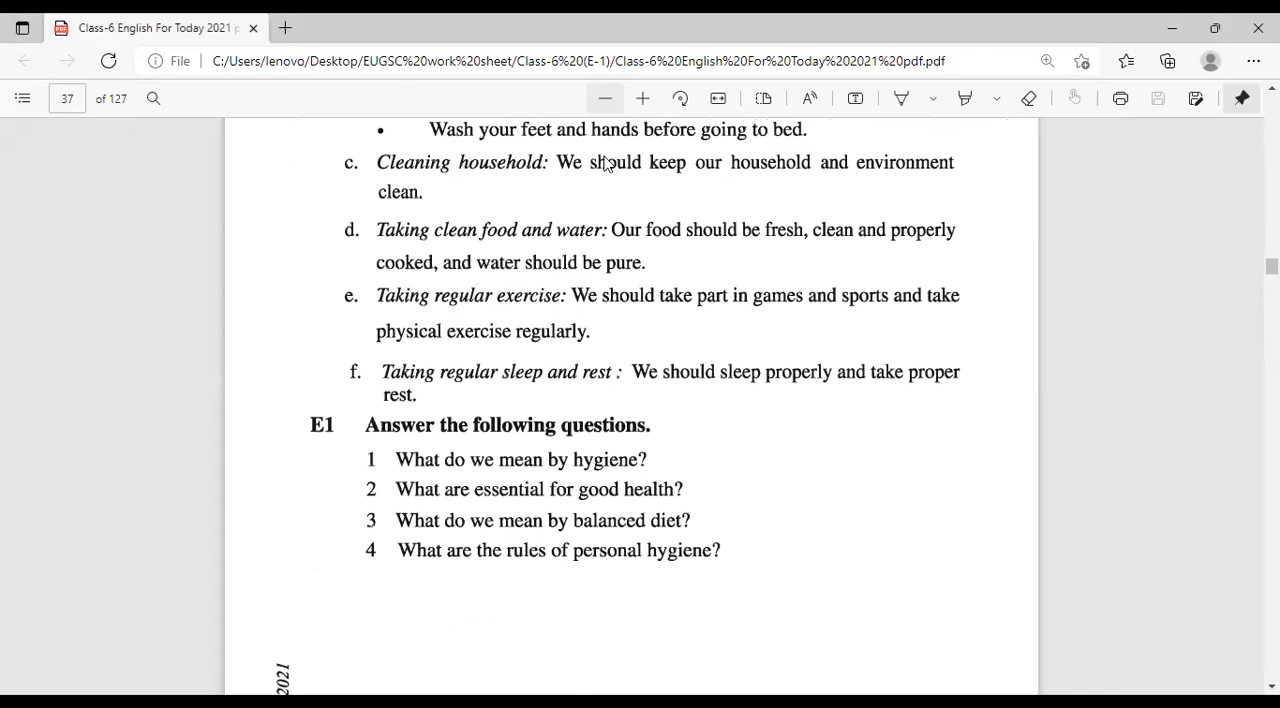 Class-6 English For Today 2021 p
File C:/Users/lenovo/Desktop/EUGSC%20work%20sheet/Class-6%20(E-1)/Class-6%20English%20For%20Today%202021%20pdf.pdf
37 of 127
• Wash your feet and hands before going to bed.
c. Cleaning household: We should keep our household and environment
clean.
d. Taking clean food and water: Our food should be fresh, clean and properly
cooked, and water should be pure.
e. Taking regular exercise: We should take part in games and sports and take
physical exercise regularly.
f. Taking regular sleep and rest : We should sleep properly and take proper
rest.
E1 Answer the following questions.
1 What do we mean by hygiene?
2 What are essential for good health?
3 What do we mean by balanced diet?
4 What are the rules of personal hygiene?
2021